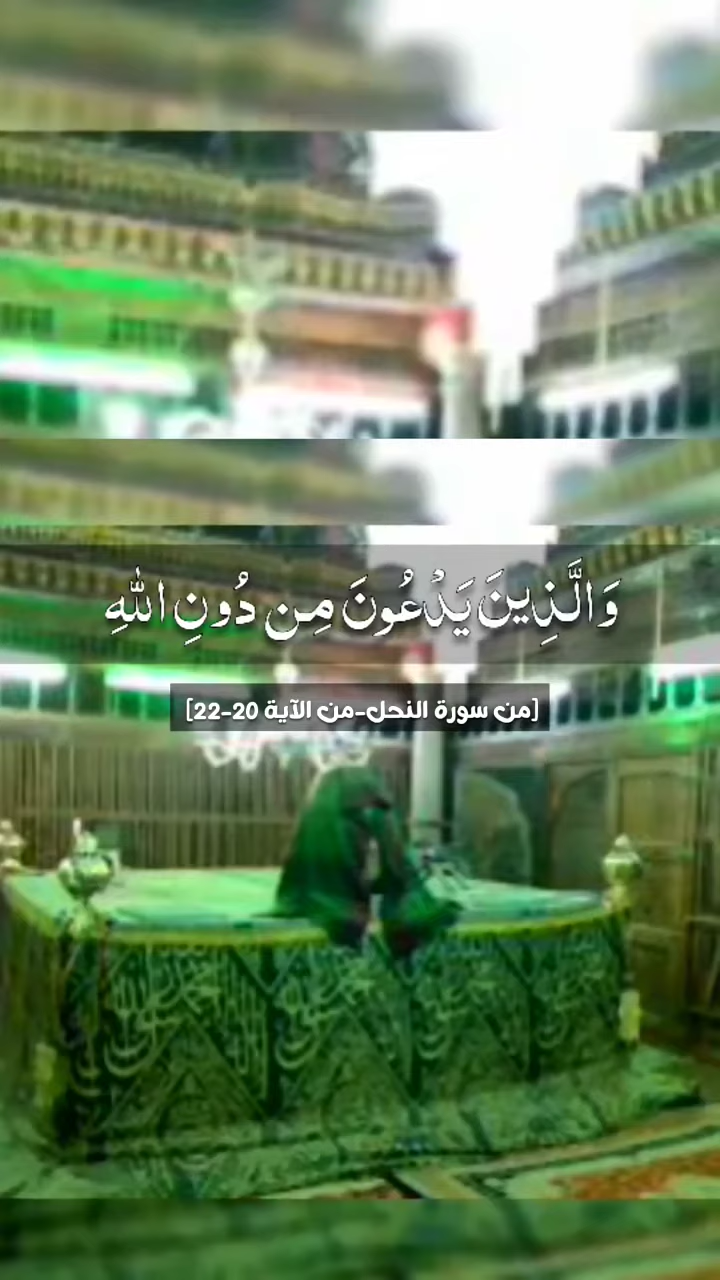 وَالَّذِينَ يَدْعُونَ مِن دُونِ اللَّهِ
[من سورة النحل-من الآية 20-22]